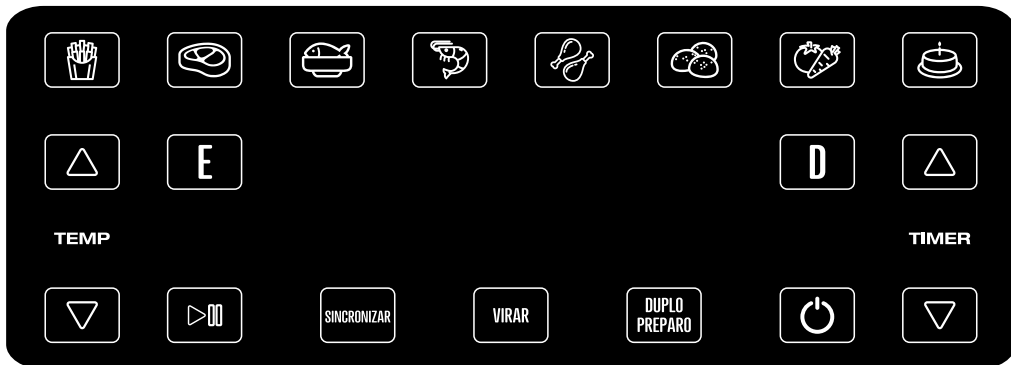 E
D
TEMP
TIMER
SINCRONIZAR
VIRAR
DUPLO
PREPARO